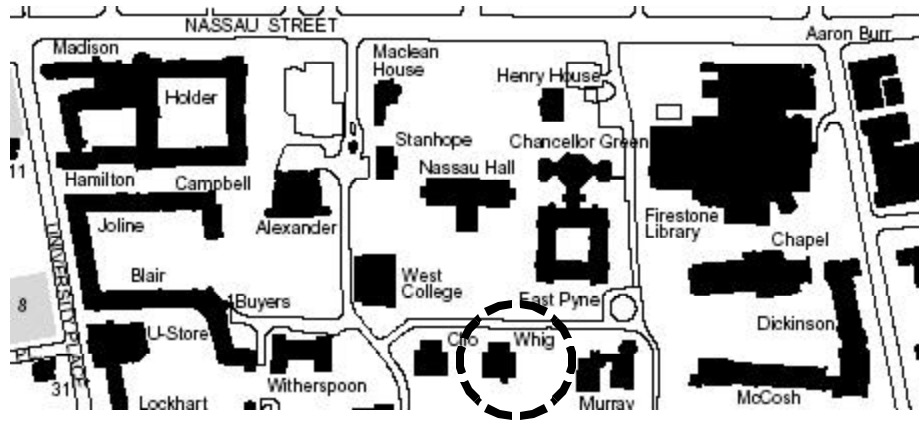 NASSAU STREET
Aaron Burr
Madison
Maclean
House
Henry House
Holder
Stanhope
Chancellor Green
Nassau Hall
11
Hamilton
Campbell
Joline
Alexander
Firestone
Library
Chapel
UNIVERSITY PLACE
Blair
West
College
8
1Buyers
East Pyne
U-Store
Clio
Whig
Dickinson
Pl
31
Witherspoon
Lockhart
Murray
McCosh